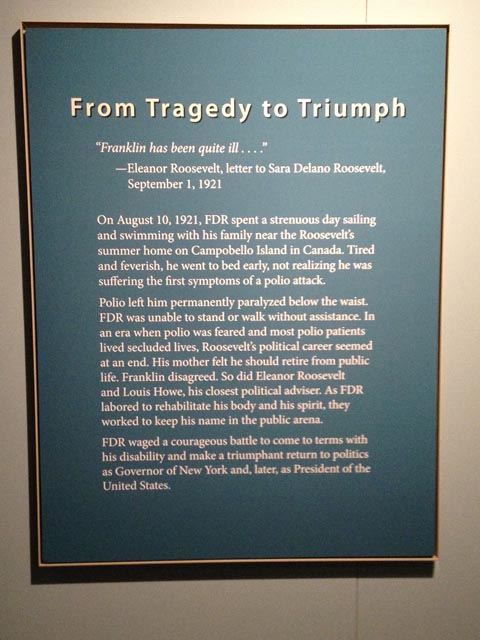 From Tragedy to Triumph
"Franklin has been quite ill . . . ."
—Eleanor Roosevelt, letter to Sara Delano Roosevelt,
September 1, 1921
On August 10, 1921, FDR spent a strenuous day sailing
and swimming with his family near the Roosevelt's
summer home on Campobello Island in Canada. Tired
and feverish, he went to bed early, not realizing he was
suffering the first symptoms of a polio attack.
Polio left him permanently paralyzed below the waist.
FDR was unable to stand or walk without assistance. In
an era when polio was feared and most polio patients
lived secluded lives, Roosevelt's political career seemed
at an end. His mother felt he should retire from public
life. Franklin disagreed. So did Eleanor Roosevelt
and Louis Howe, his closest political adviser. As FDR
labored to rehabilitate his body and his spirit, they
worked to keep his name in the public arena.
FDR waged a courageous battle to come to terms with
his disability and make a triumphant return to politics
as Governor of New York and, later, as President of the
United States.